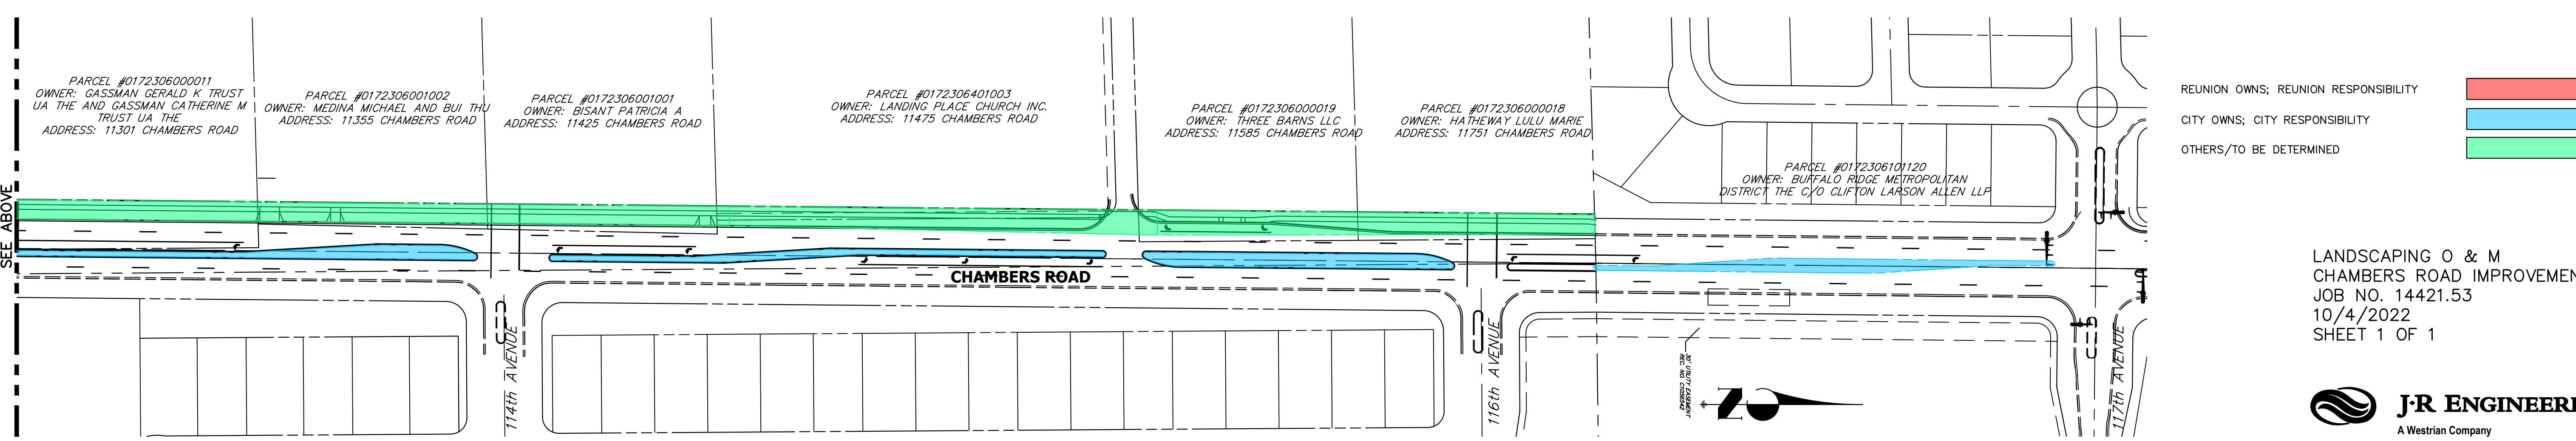 SEE ABOVE
PARCEL #0172306000011
OWNER: GASSMAN GERALD K TRUST
UA THE AND GASSMAN CATHERINE M
TRUST UA THE
ADDRESS: 11301 CHAMBERS ROAD
PARCEL #0172306001002
OWNER: MEDINA MICHAEL AND BUI THU
ADDRESS: 11355 CHAMBERS ROAD
PARCEL #0172306001001
OWNER: BISANT PATRICIA A
ADDRESS: 11425 CHAMBERS ROAD
PARCEL #0172306401003
OWNER: LANDING PLACE CHURCH INC.
ADDRESS: 11475 CHAMBERS ROAD
PARCEL #0172306000019
OWNER: THREE BARNS LLC
ADDRESS: 11585 CHAMBERS ROAD
PARCEL #0172306000018
OWNER: HATHEWAY LULU MARIE
ADDRESS: 11751 CHAMBERS ROAD
PARCEL #0172306101120
OWNER: BUFFALO RIDGE METROPOLITAN
DISTRICT THE C/O CLIFTON LARSON ALLEN LLP
CHAMBERS ROAD
114th AVENUE
116th AVENUE
30' UTILITY EASEMENT
REC. NO. C1056542
N
117th AVENUE
REUNION OWNS; REUNION RESPONSIBILITY
CITY OWNS; CITY RESPONSIBILITY
OTHERS/TO BE DETERMINED
LANDSCAPING O & M
CHAMBERS ROAD IMPROVEMEN
JOB NO. 14421.53
10/4/2022
SHEET 1 OF 1
J·R ENGINEERI
A Westrian Company